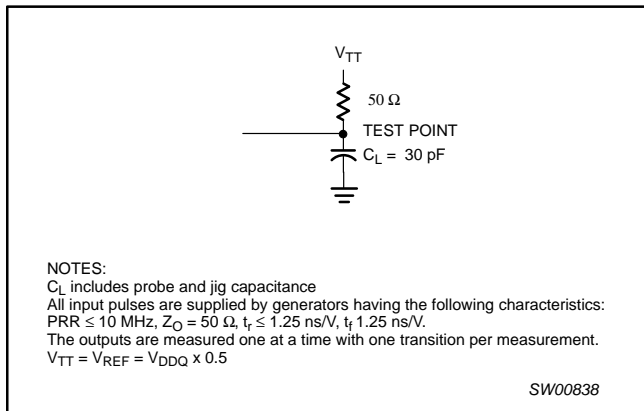 VTT
50 Ω
TEST POINT
CL = 30 pF
NOTES:
CL includes probe and jig capacitance
All input pulses are supplied by generators having the following characteristics:
PRR ≤ 10 MHz, ZO = 50 Ω, tr ≤ 1.25 ns/V, tf 1.25 ns/V.
The outputs are measured one at a time with one transition per measurement.
VTT = VREF = VDDQ x 0.5
SW00838